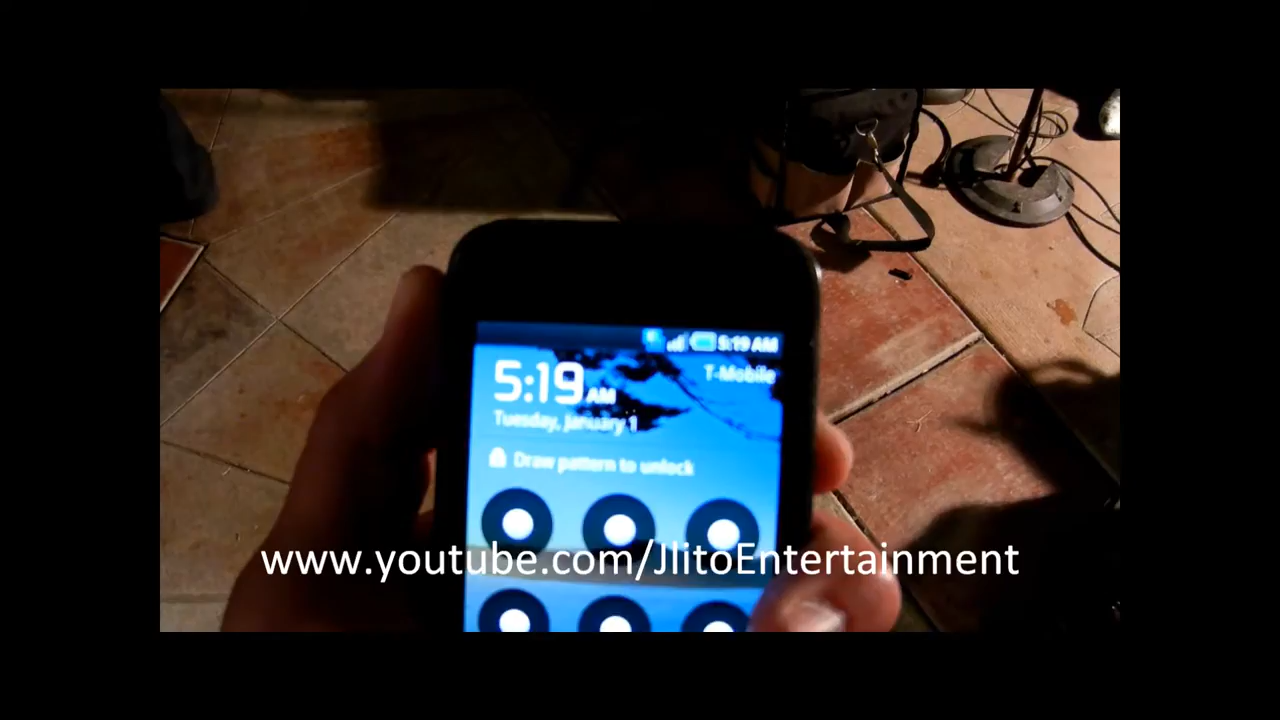 5:19 AM
T-Mobile
5:19 AM
Tuesday, January 1
Draw pattern to unlock
www.youtube.com/JlitoEntertainment